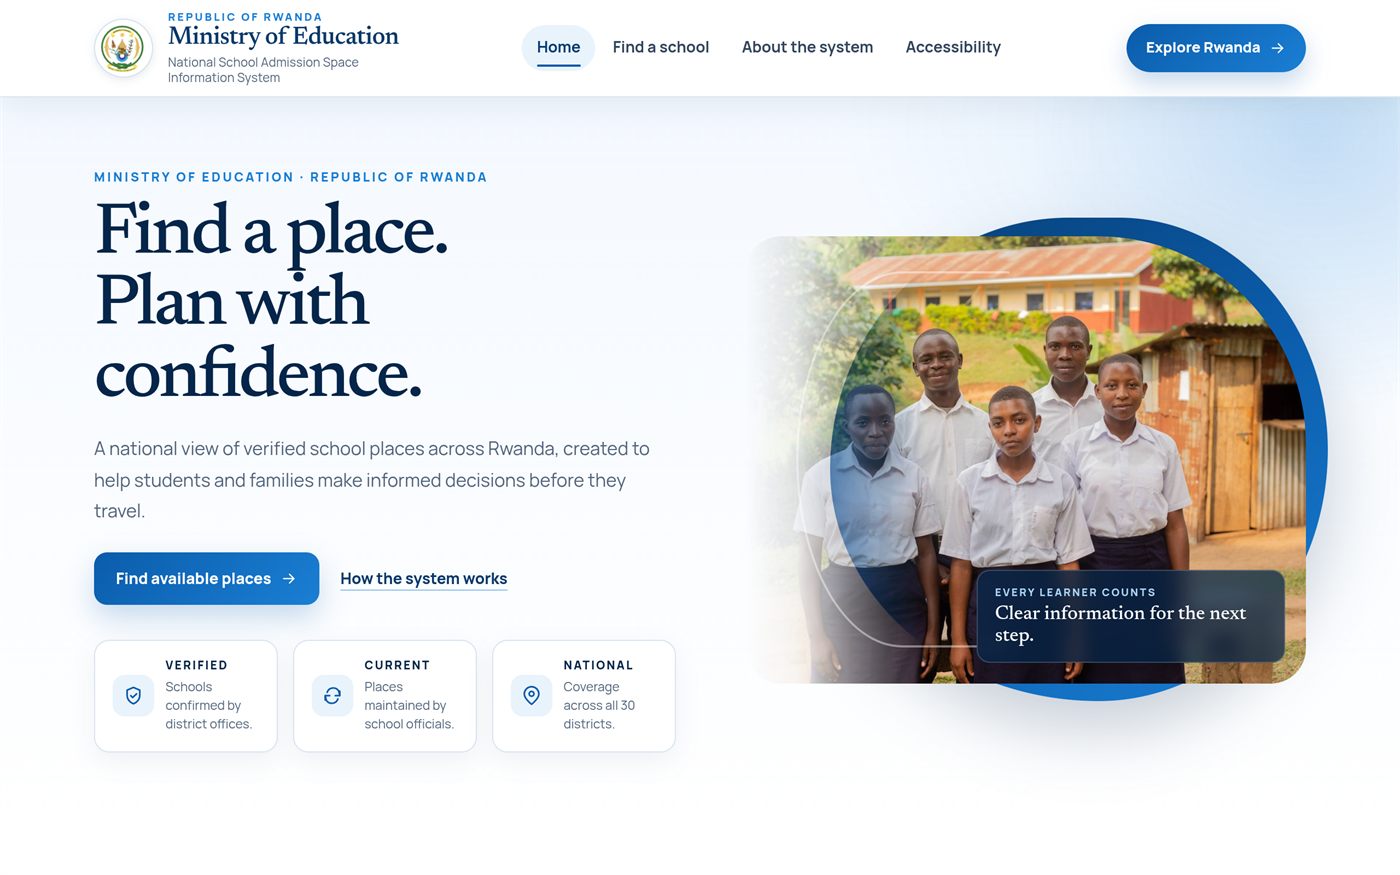 REPUBLIC OF RWANDA
Ministry of Education
National School Admission Space
Information System
Home
Find a school
About the system
Accessibility
Explore Rwanda →
MINISTRY OF EDUCATION · REPUBLIC OF RWANDA
Find a place.
Plan with
confidence.
A national view of verified school places across Rwanda, created to
help students and families make informed decisions before they
travel.
Find available places →
How the system works
VERIFIED
Schools
confirmed by
district offices.
CURRENT
Places
maintained by
school officials.
NATIONAL
Coverage
across all 30
districts.
EVERY LEARNER COUNTS
Clear information for the next
step.